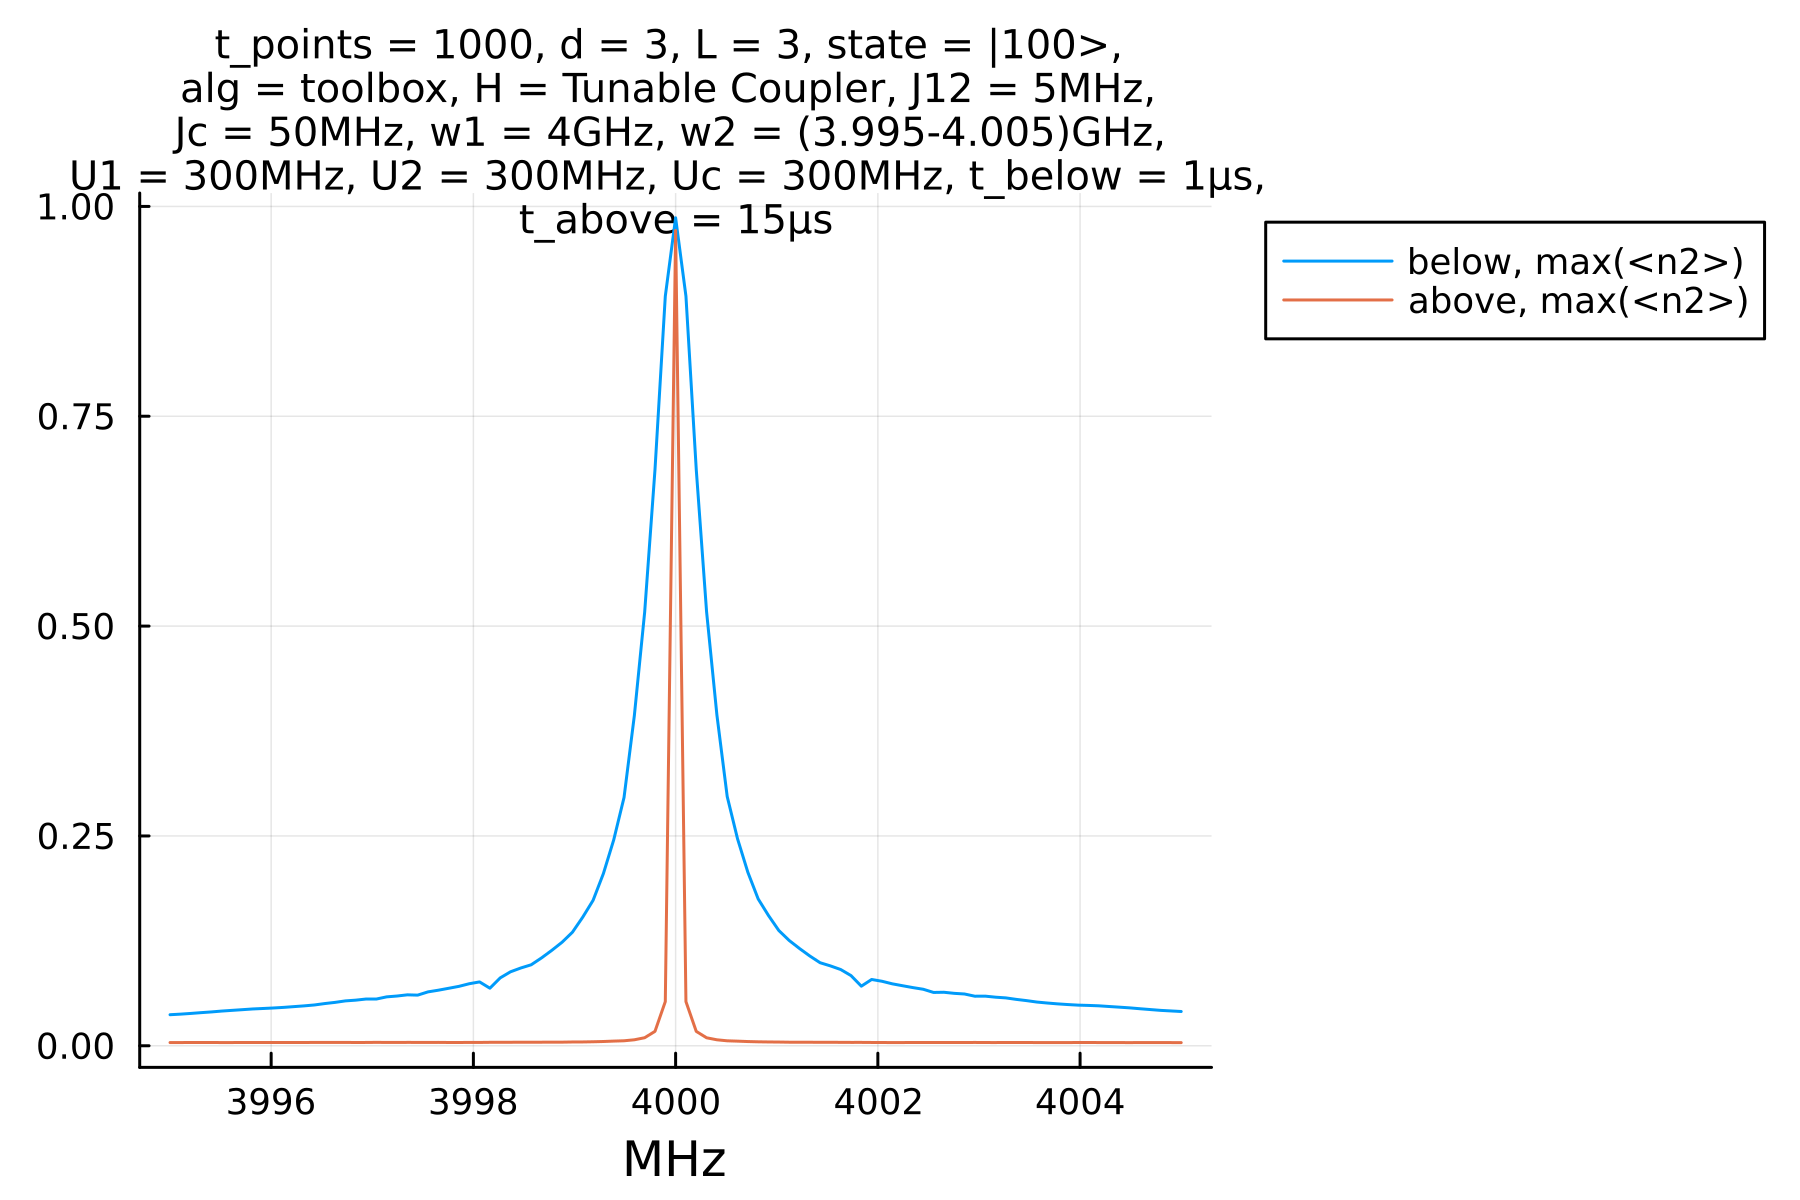 t_points = 1000, d = 3, L = 3, state = |100>,
alg = toolbox, H = Tunable Coupler, J12 = 5MHz,
Jc = 50MHz, w1 = 4GHz, w2 = (3.995-4.005)GHz,
U1 = 300MHz, U2 = 300MHz, Uc = 300MHz, t_below = 1μs,
t_above = 15μs
below, max(<n2>)
above, max(<n2>)
1.00
0.75
0.50
0.25
0.00
3996 3998 4000 4002 4004
MHz